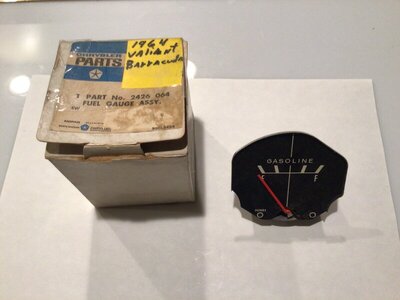 CHRYSLER
PARTS
1964
Valiant
Barracuda
1 PART No. 2426 064
FUEL GAUGE ASSY.
GASOLINE
E F